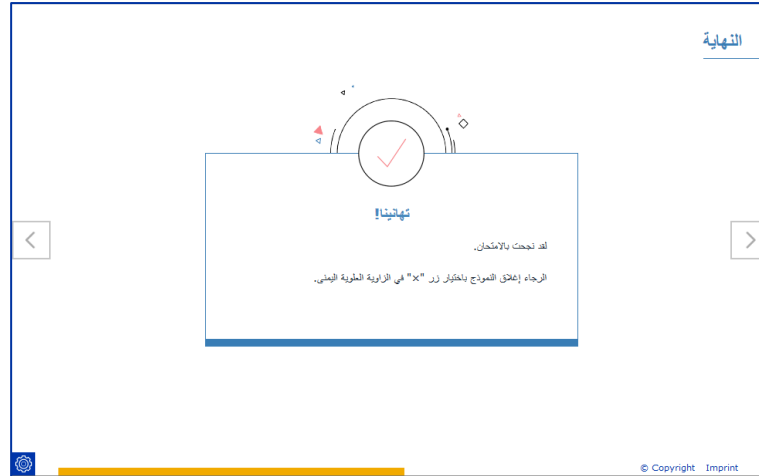 النهاية
تهانينا!
لقد نجحت بالامتحان.
الرجاء إغلاق النموذج باختيار زر "x" في الزاوية العلوية اليمنى.
© Copyright Imprint